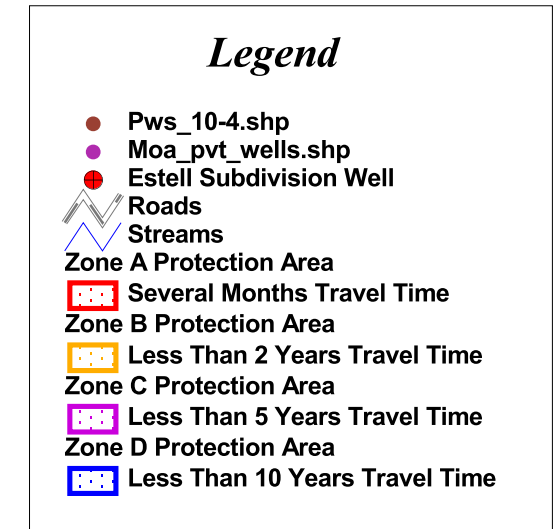 Legend
Pws_10-4.shp
Moa_pvt_wells.shp
Estell Subdivision Well
Roads
Streams
Zone A Protection Area
Several Months Travel Time
Zone B Protection Area
Less Than 2 Years Travel Time
Zone C Protection Area
Less Than 5 Years Travel Time
Zone D Protection Area
Less Than 10 Years Travel Time